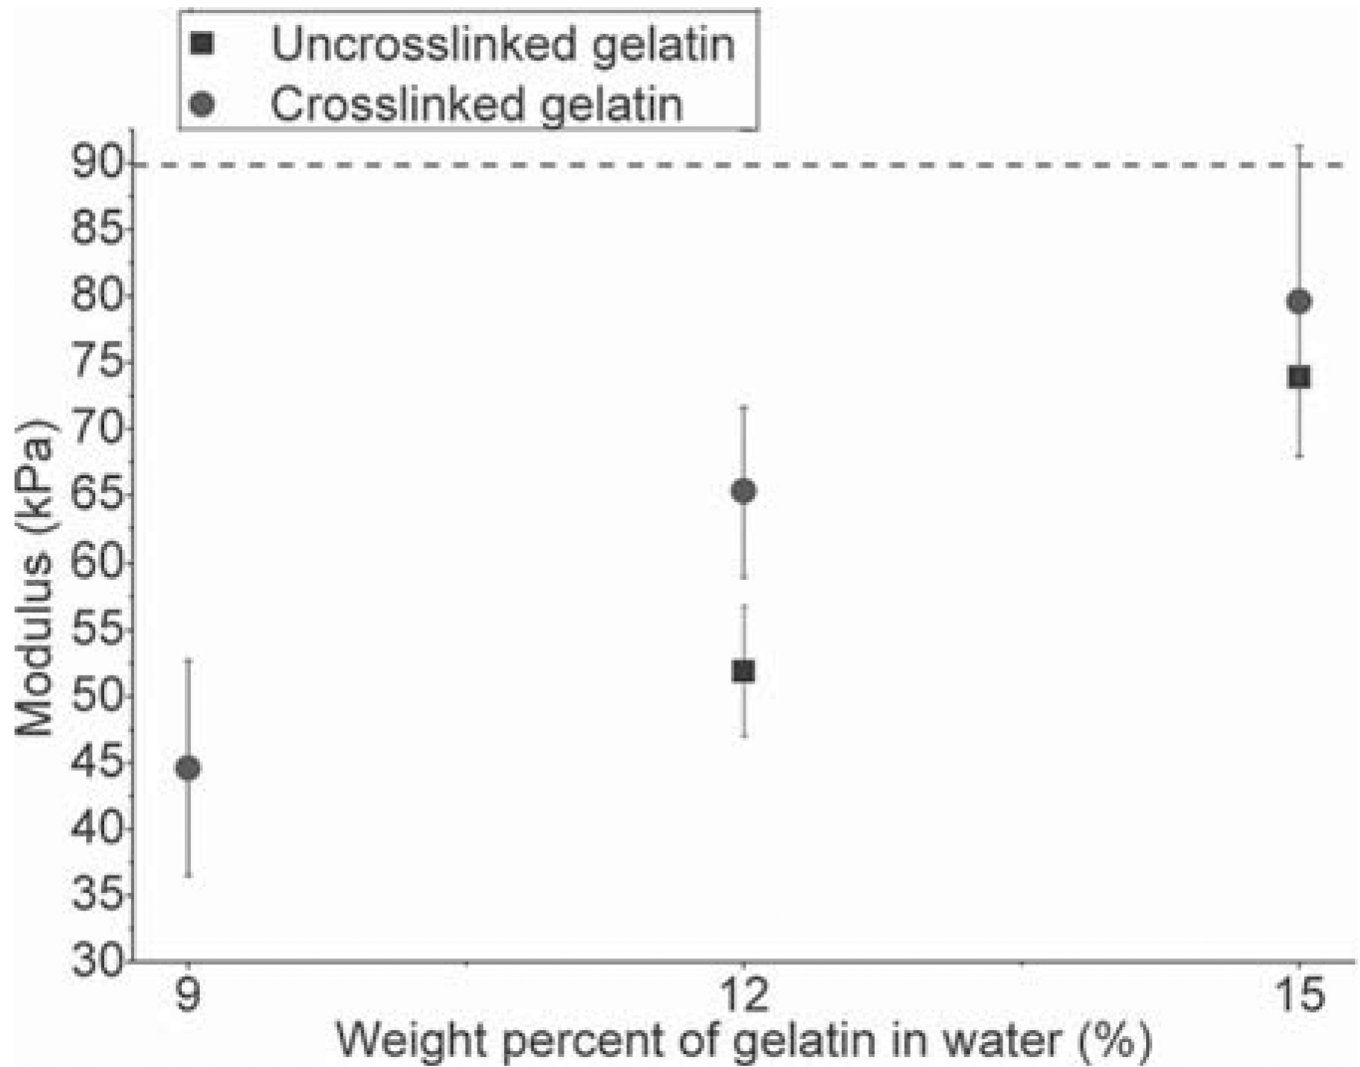 Uncrosslinked gelatin
Crosslinked gelatin
90
85
80
75
70
65
60
55
50
45
40
35
30
Modulus (kPa)
9 12 15
Weight percent of gelatin in water (%)